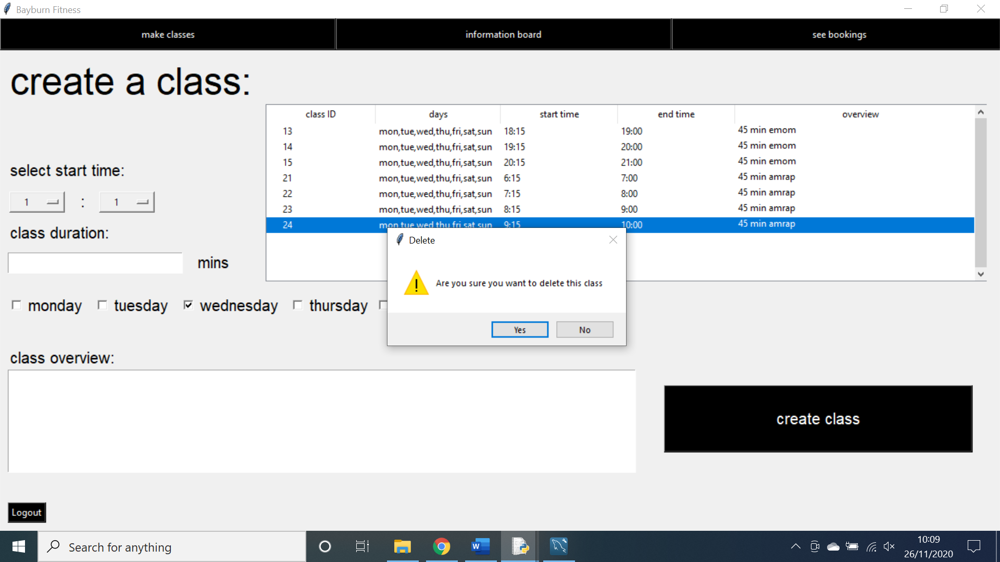 Bayburn Fitness
make classes information board see bookings
create a class:
class ID days start time end time overview
13 mon,tue,wed,thu,fri,sat,sun 18:15 19:00 45 min emom
14 mon,tue,wed,thu,fri,sat,sun 19:15 20:00 45 min emom
15 mon,tue,wed,thu,fri,sat,sun 20:15 21:00 45 min emom
21 mon,tue,wed,thu,fri,sat,sun 6:15 7:00 45 min amrap
22 mon,tue,wed,thu,fri,sat,sun 7:15 8:00 45 min amrap
23 mon,tue,wed,thu,fri,sat,sun 8:15 9:00 45 min amrap
24 mon,tue,wed,thu,fri,sat,sun 9:15 10:00 45 min amrap
select start time:
1 : 1
class duration:
mins
Delete
Are you sure you want to delete this class
Yes No
monday tuesday wednesday thursday
class overview:
create class
Logout
Search for anything
W
10:09
26/11/2020